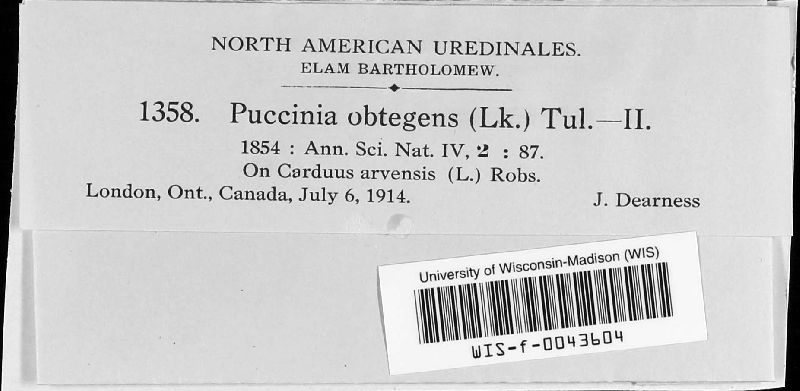 NORTH AMERICAN UREDINALES.
ELAM BARTHOLOMEW.
1358. Puccinia obtegens (Lk.) Tul.—II.
1854 : Ann. Sci. Nat. IV, 2 : 87.
On Carduus arvensis (L.) Robs.
London, Ont., Canada, July 6, 1914. J. Dearness
University of Wisconsin-Madison (WIS)
WIS-f-0043604